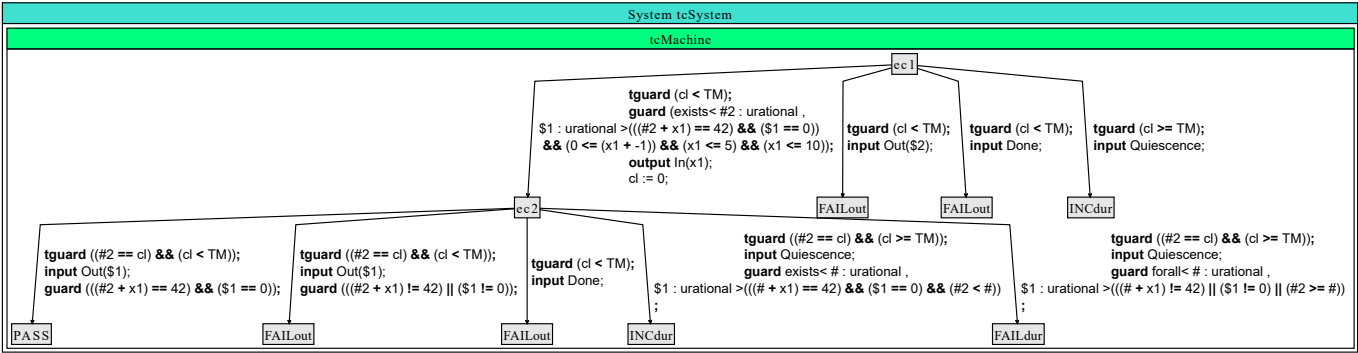 System tcSystem
tcMachine
ec1
tguard (cl < TM);
guard (exists< #2 : urational ,
$1 : urational >(((#2 + x1) == 42) && ($1 == 0))
&& (0 <= (x1 + -1)) && (x1 <= 5) && (x1 <= 10));
output In(x1);
cl := 0;
tguard (cl < TM);
input Out($2);
tguard (cl < TM);
input Done;
tguard (cl >= TM);
input Quiescence;
ec2
FAILout
FAILout
INCdur
tguard ((#2 == cl) && (cl < TM));
input Out($1);
guard (((#2 + x1) == 42) && ($1 == 0));
tguard ((#2 == cl) && (cl < TM));
input Out($1);
guard (((#2 + x1) != 42) || ($1 != 0));
tguard (cl < TM);
input Done;
tguard ((#2 == cl) && (cl >= TM));
input Quiescence;
guard exists< # : urational ,
$1 : urational >(((# + x1) == 42) && ($1 == 0) && (#2 < #))
;
tguard ((#2 == cl) && (cl >= TM));
input Quiescence;
guard forall< # : urational ,
$1 : urational >(((# + x1) != 42) || ($1 != 0) || (#2 >= #))
;
PASS
FAILout
FAILout
INCdur
FAILdur